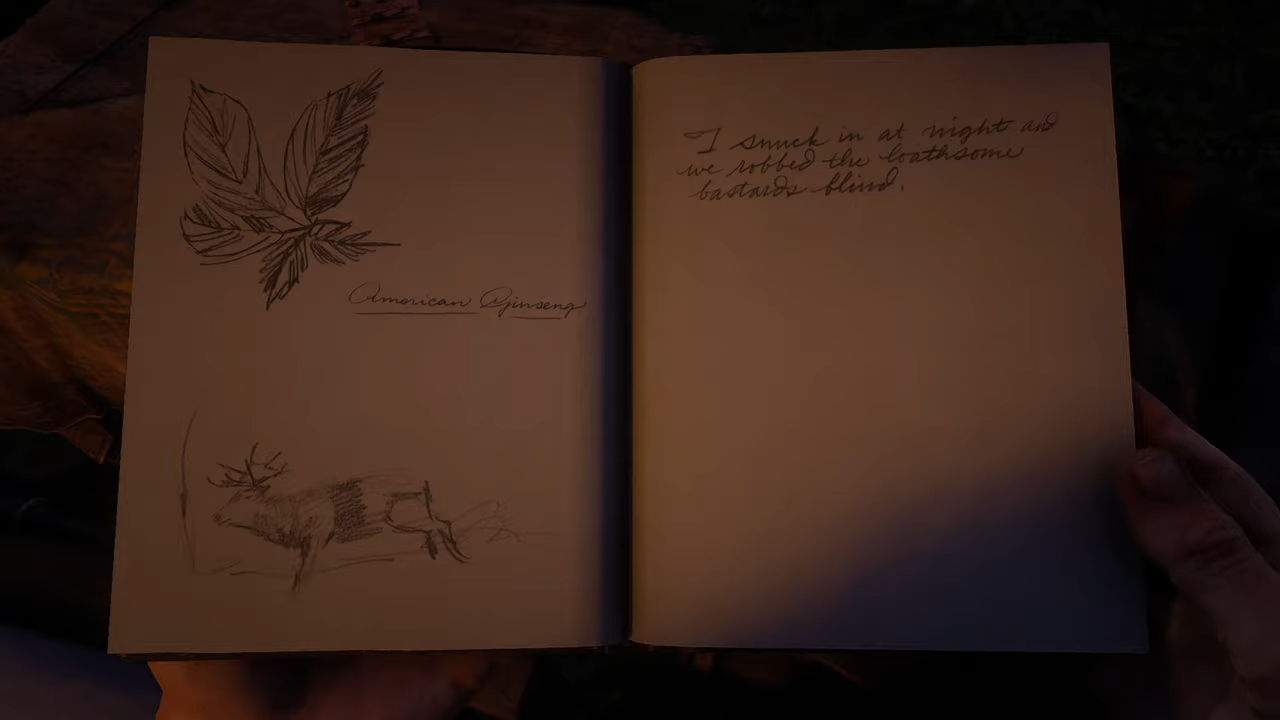 American Ginseng
I snuck in at night and
we robbed the loathsome
bastards blind.